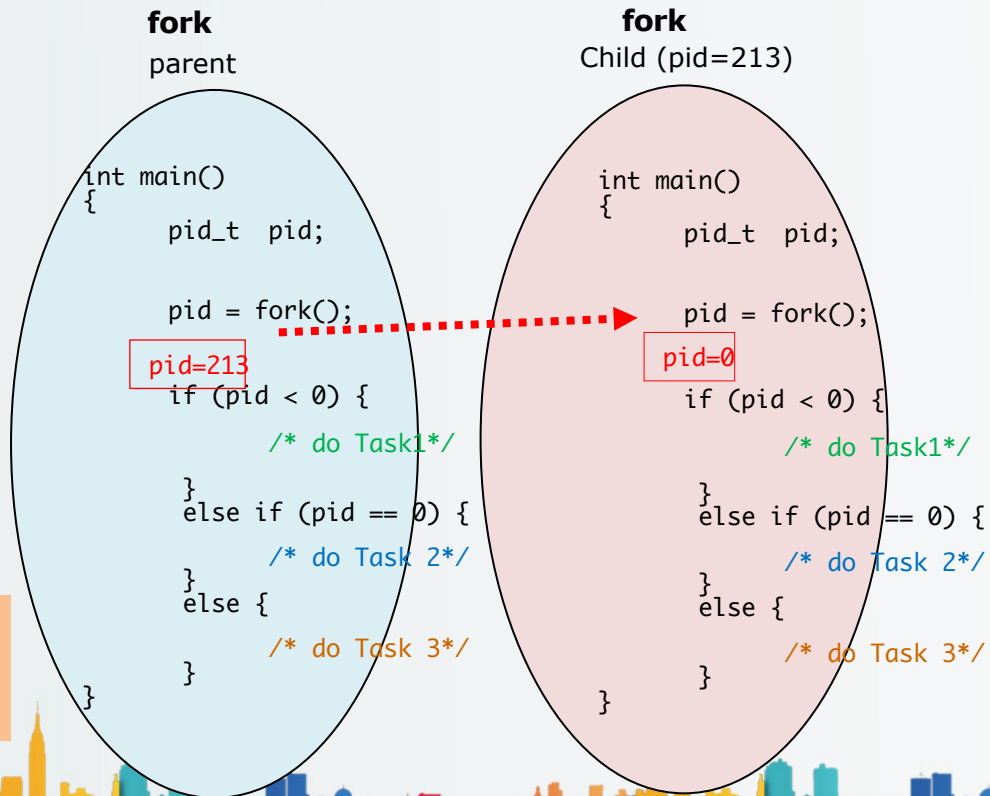 fork
parent
int main()
{
pid_t  pid;
pid = fork();
pid=213
if (pid < 0) {
/* do Task1*/
}
else if (pid == 0) {
/* do Task 2*/
}
else {
/* do Task 3*/
}
}
fork
Child (pid=213)
int main()
{
pid_t  pid;
pid = fork();
pid=0
if (pid < 0) {
/* do Task1*/
}
else if (pid == 0) {
/* do Task 2*/
}
else {
/* do Task 3*/
}
}